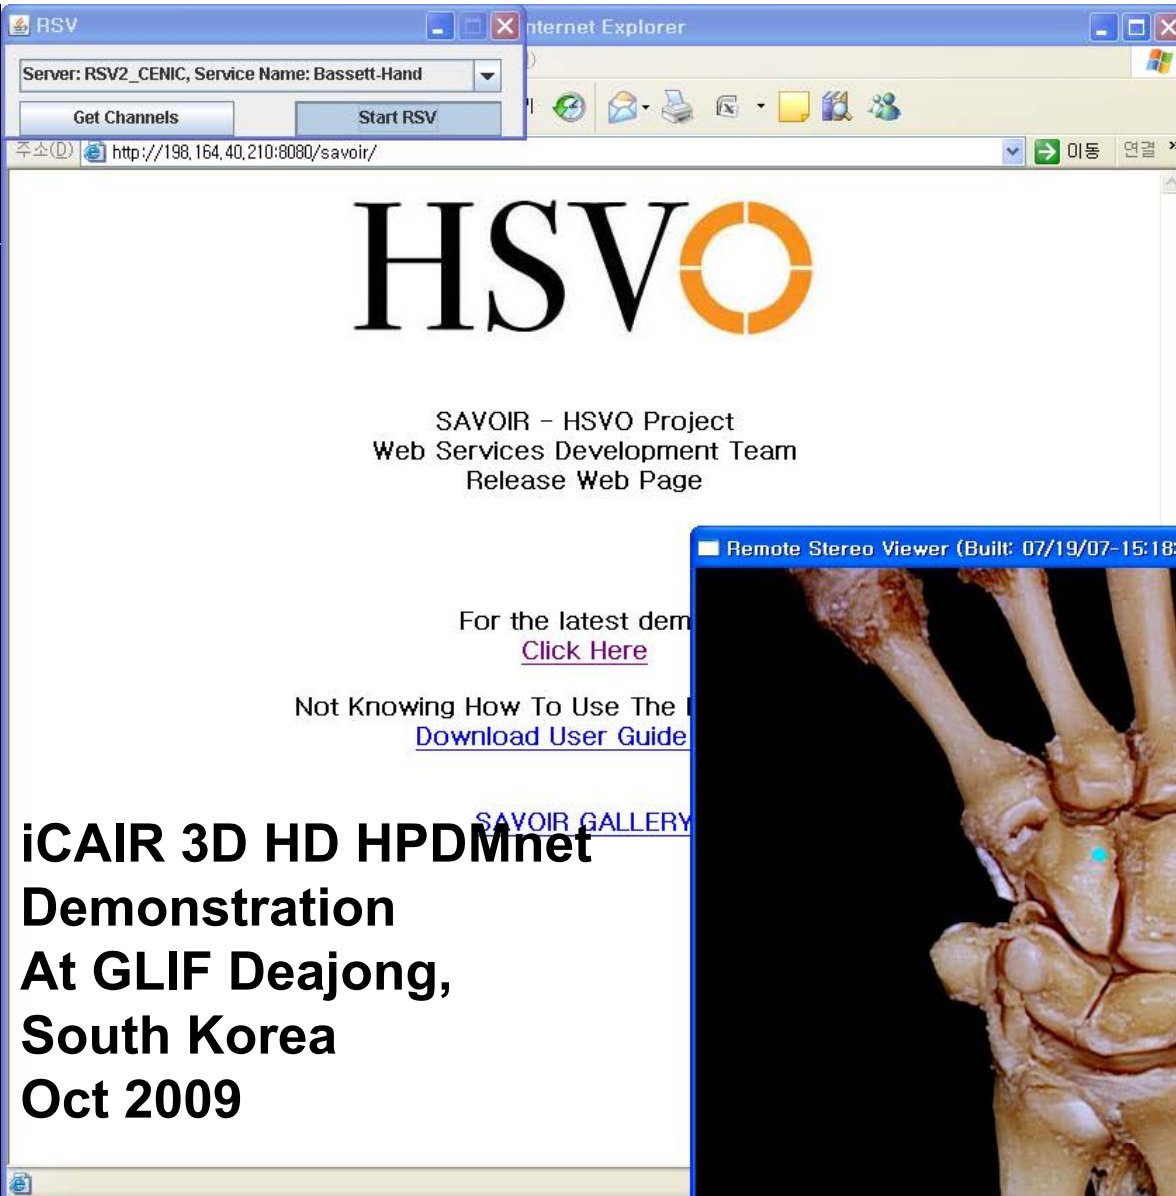 RSV
Internet Explorer
Server: RSV2_CENIC, Service Name: Bassett-Hand
Get Channels
Start RSV
주소(D) http://198,164,40,210:8080/savoir/
이동
연결
HSVO
SAVOIR - HSVO Project
Web Services Development Team
Release Web Page
Remote Stereo Viewer (Built: 07/19/07-15:18:
For the latest dem
Click Here
Not Knowing How To Use The
Download User Guide
SAVOIR GALLERY
iCAIR 3D HD HPDMnet
Demonstration
At GLIF Deajong,
South Korea
Oct 2009